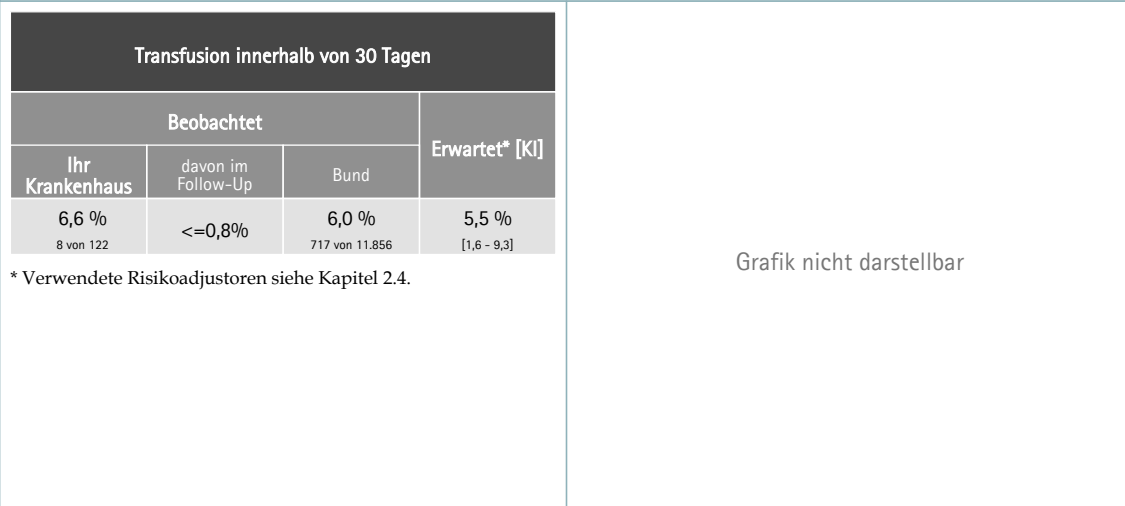 Transfusion innerhalb von 30 Tagen
Beobachtet
Erwartet* [KI]
Ihr
Krankenhaus
davon im
Follow-Up
Bund
6,6 %
8 von 122
<=0,8%
6,0 %
717 von 11.856
5,5 %
[1,6 - 9,3]
* Verwendete Risikoadjustoren siehe Kapitel 2.4.
Grafik nicht darstellbar